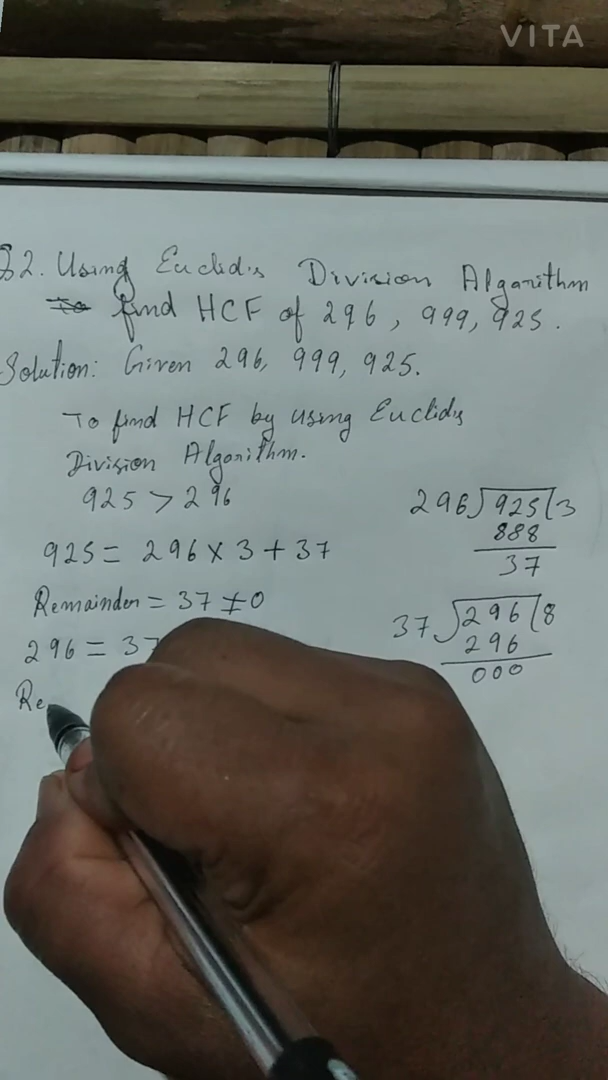 VITA
Q2. Using Euclid's Division Algorithm
find HCF of 296, 999, 925.
Solution: Given 296, 999, 925.
To find HCF by using Euclid's
Division Algorithm.
925 > 296
296)925(3
888
37
925 = 296 × 3 + 37
Remainder = 37 ≠ 0
37)296(8
296
000
296 = 37
Re